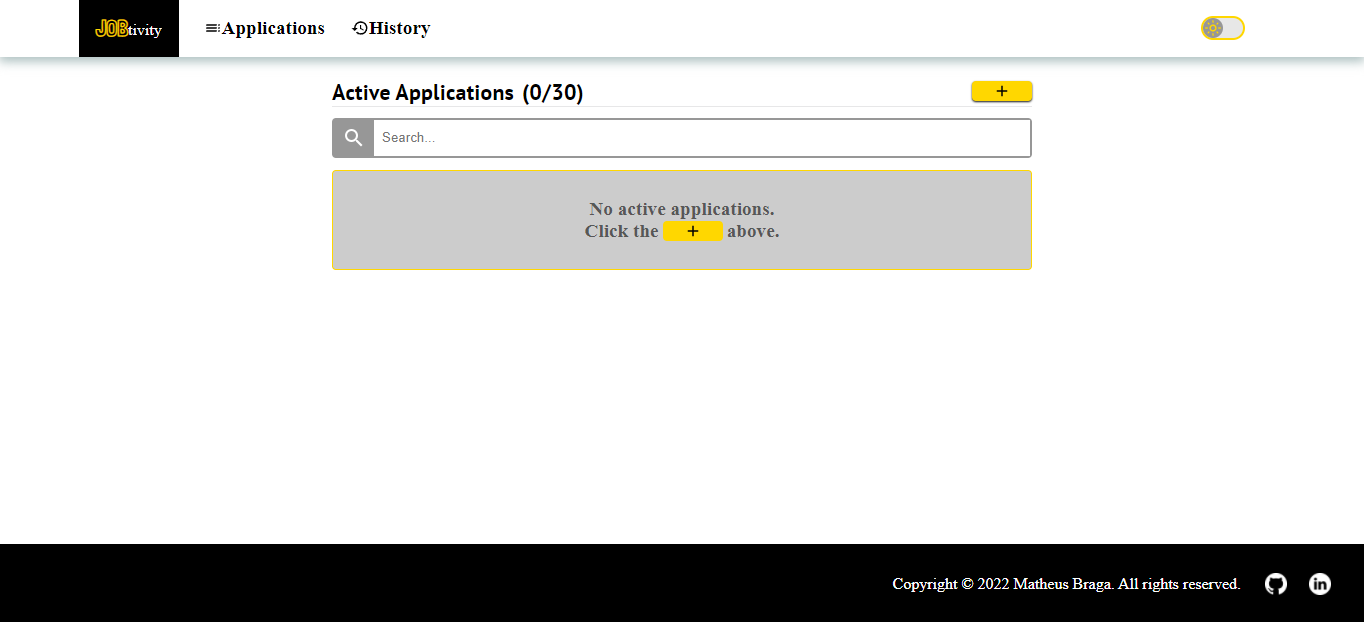 JOBtivity
Applications
History
Active Applications (0/30)
+
Search...
No active applications.
Click the + above.
Copyright © 2022 Matheus Braga. All rights reserved.
in